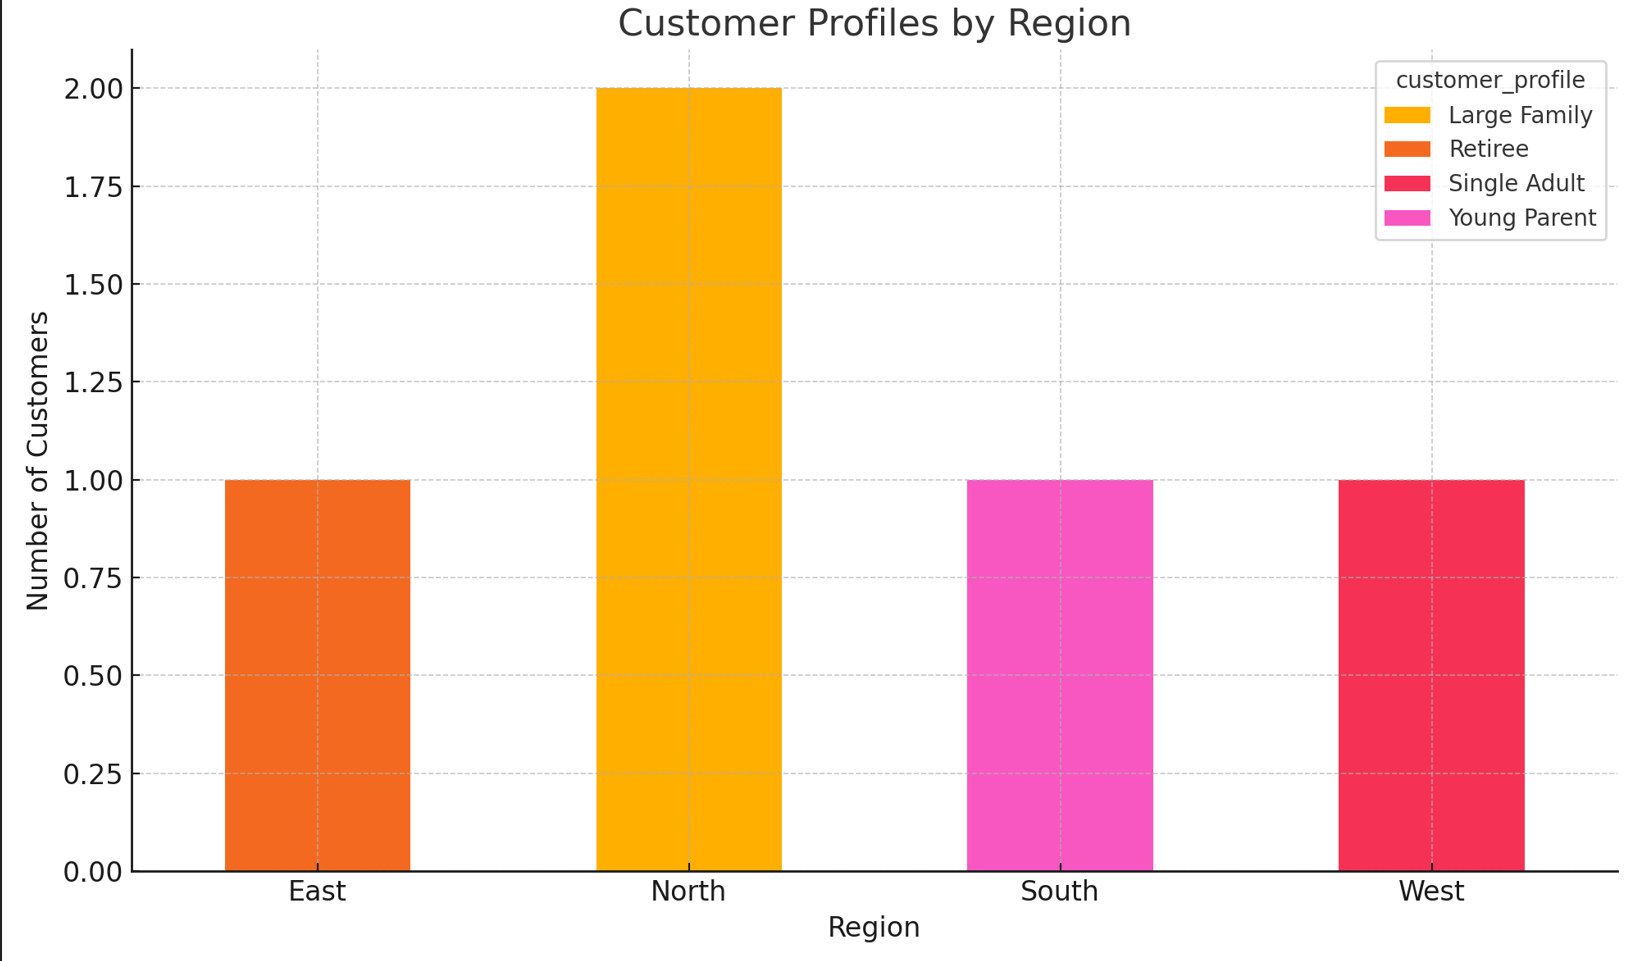 Customer Profiles by Region
customer_profile
Large Family
Retiree
Single Adult
Young Parent
Number of Customers
2.00
1.75
1.50
1.25
1.00
0.75
0.50
0.25
0.00
East North South West
Region